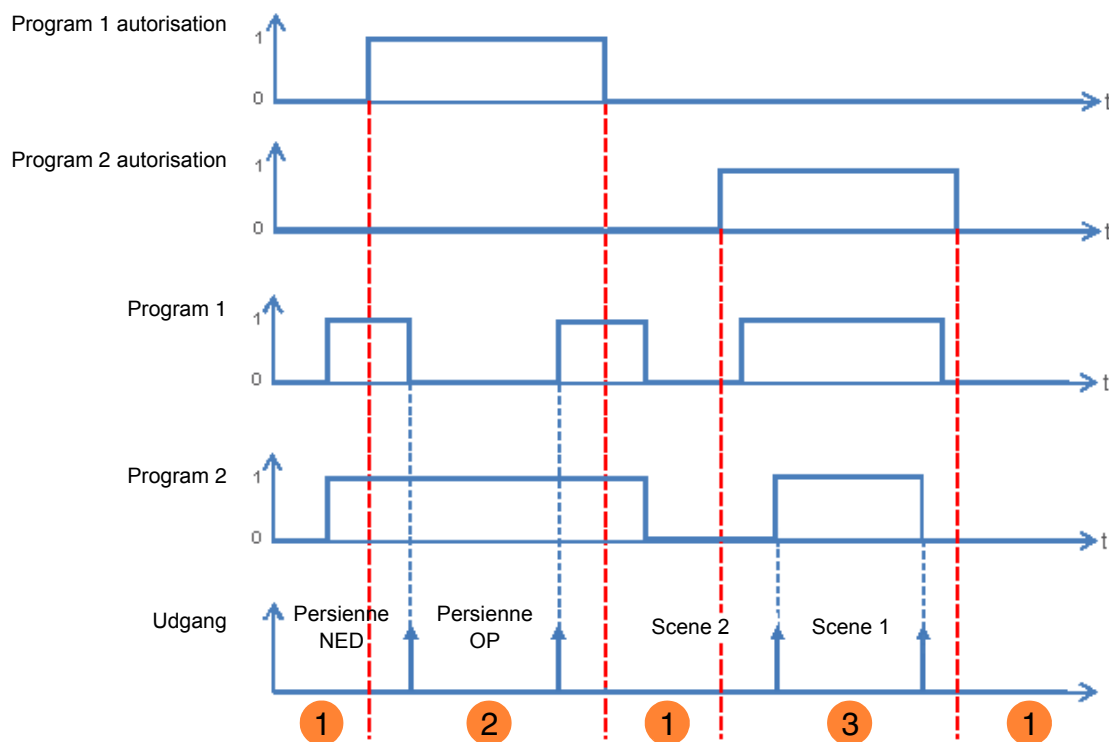 Program 1 autorisation
1
0
t
Program 2 autorisation
1
0
t
Program 1
1
0
t
Program 2
1
0
t
Udgang
Persienne
NED
Persienne
OP
Scene 2
Scene 1
1
2
1
3
1